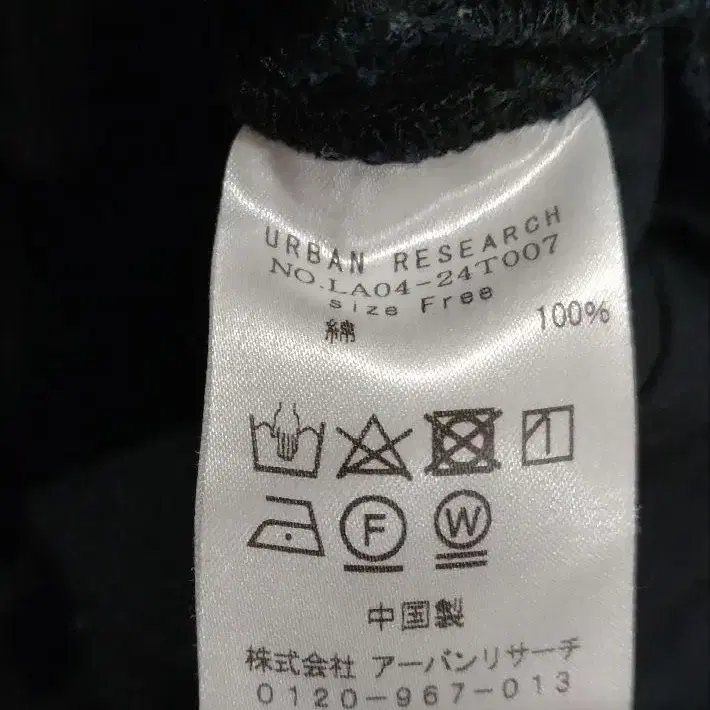 URBAN RESEARCH
NO.LA04-24T007
size Free
綿 100%
F W
中国製
株式会社 アーバンリサーチ
0120-967-013